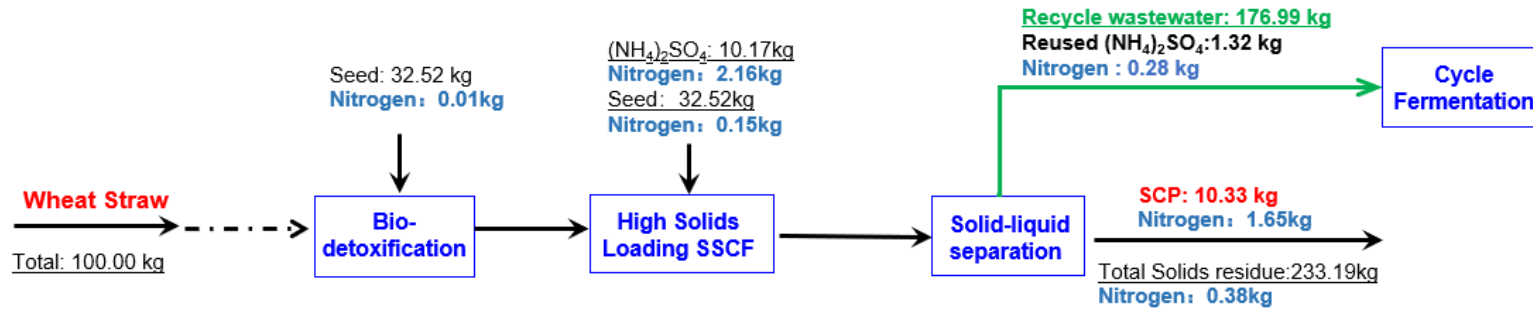 Recycle wastewater: 176.99 kg
Reused (NH4)2SO4:1.32 kg
Nitrogen : 0.28 kg
(NH4)2SO4: 10.17kg
Nitrogen：2.16kg
Seed： 32.52kg
Nitrogen：0.15kg
Seed: 32.52 kg
Nitrogen：0.01kg
Cycle
Fermentation
Wheat Straw
Total: 100.00 kg
Bio-
detoxification
High Solids
Loading SSCF
Solid-liquid
separation
SCP: 10.33 kg
Nitrogen：1.65kg
Total Solids residue:233.19kg
Nitrogen：0.38kg